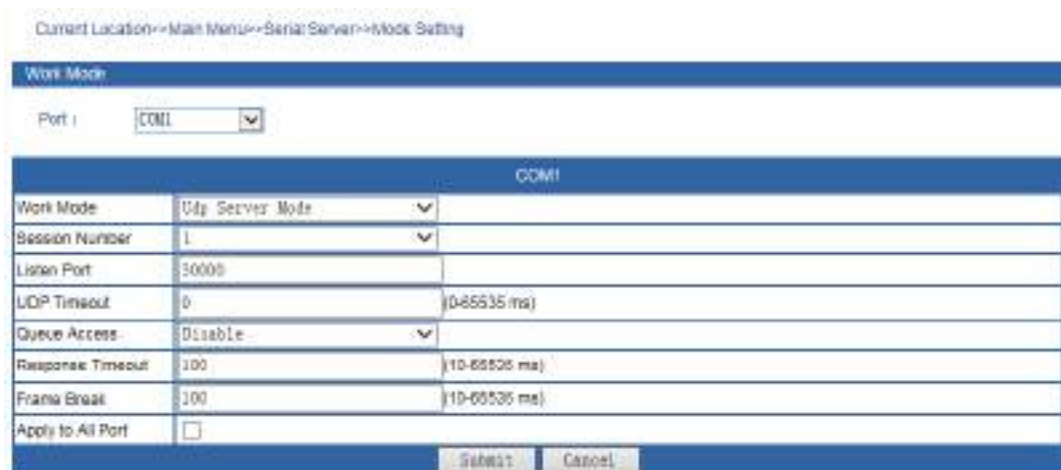 Current Location>>Main Menu>>Serial Server>>Mode Setting
Work Mode
Port : COM1
COM1
Work Mode Udp Server Mode
Session Number 1
Listen Port 30000
UDP Timeout 0 (0-65535 ms)
Queue Access Disable
Response Timeout 100 (10-65535 ms)
Frame Break 100 (10-65535 ms)
Apply to All Port
Submit Cancel